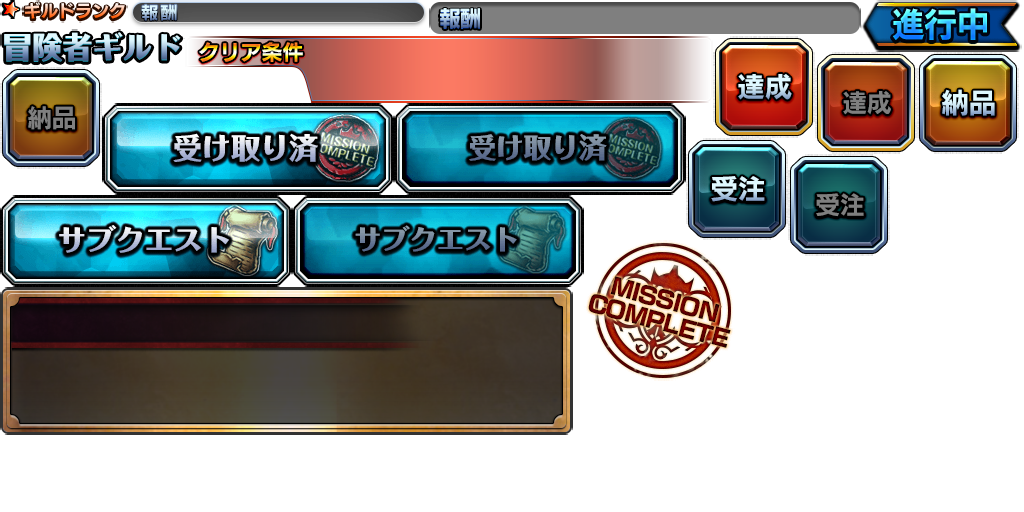 ギルドランク
報酬
報酬
進行中
冒険者ギルド
クリア条件
達成
達成
納品
納品
受け取り済
MISSION
COMPLETE
受け取り済
MISSION
COMPLETE
受注
受注
サブクエスト
サブクエスト
MISSION
COMPLETE